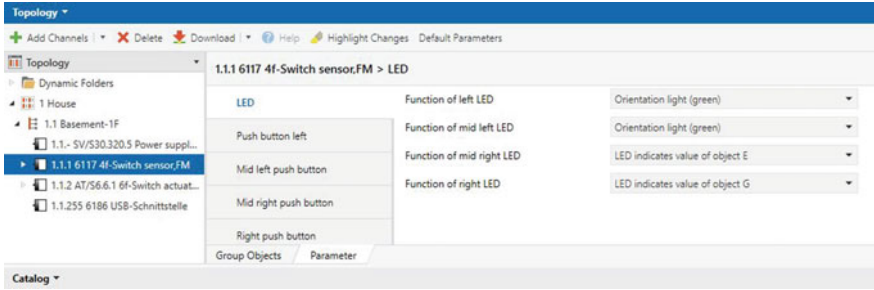 Topology
Add Channels Delete Download Help Highlight Changes Default Parameters
Topology
Dynamic Folders
1 House
1.1 Basement-1F
1.1.- SV/S30.320.5 Power suppl...
1.1.1 6117 4f-Switch sensor,FM
1.1.2 AT/S6.6.1 6f-Switch actuat...
1.1.255 6186 USB-Schnittstelle
1.1.1 6117 4f-Switch sensor,FM > LED
LED
Push button left
Mid left push button
Mid right push button
Right push button
Function of left LED Orientation light (green)
Function of mid left LED Orientation light (green)
Function of mid right LED LED indicates value of object E
Function of right LED LED indicates value of object G
Group Objects Parameter
Catalog